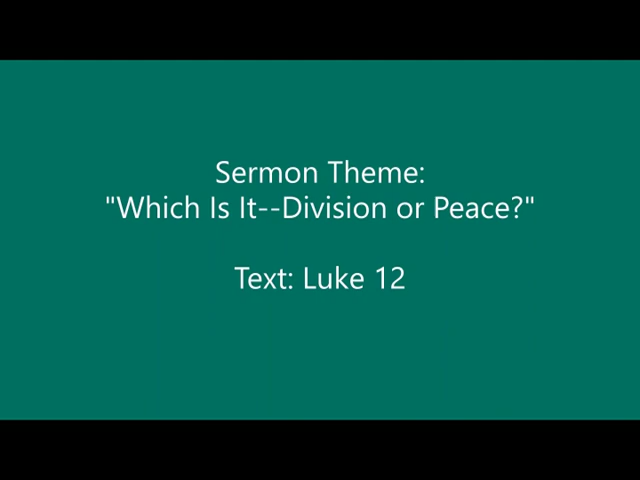 Sermon Theme:
"Which Is It--Division or Peace?"
Text: Luke 12